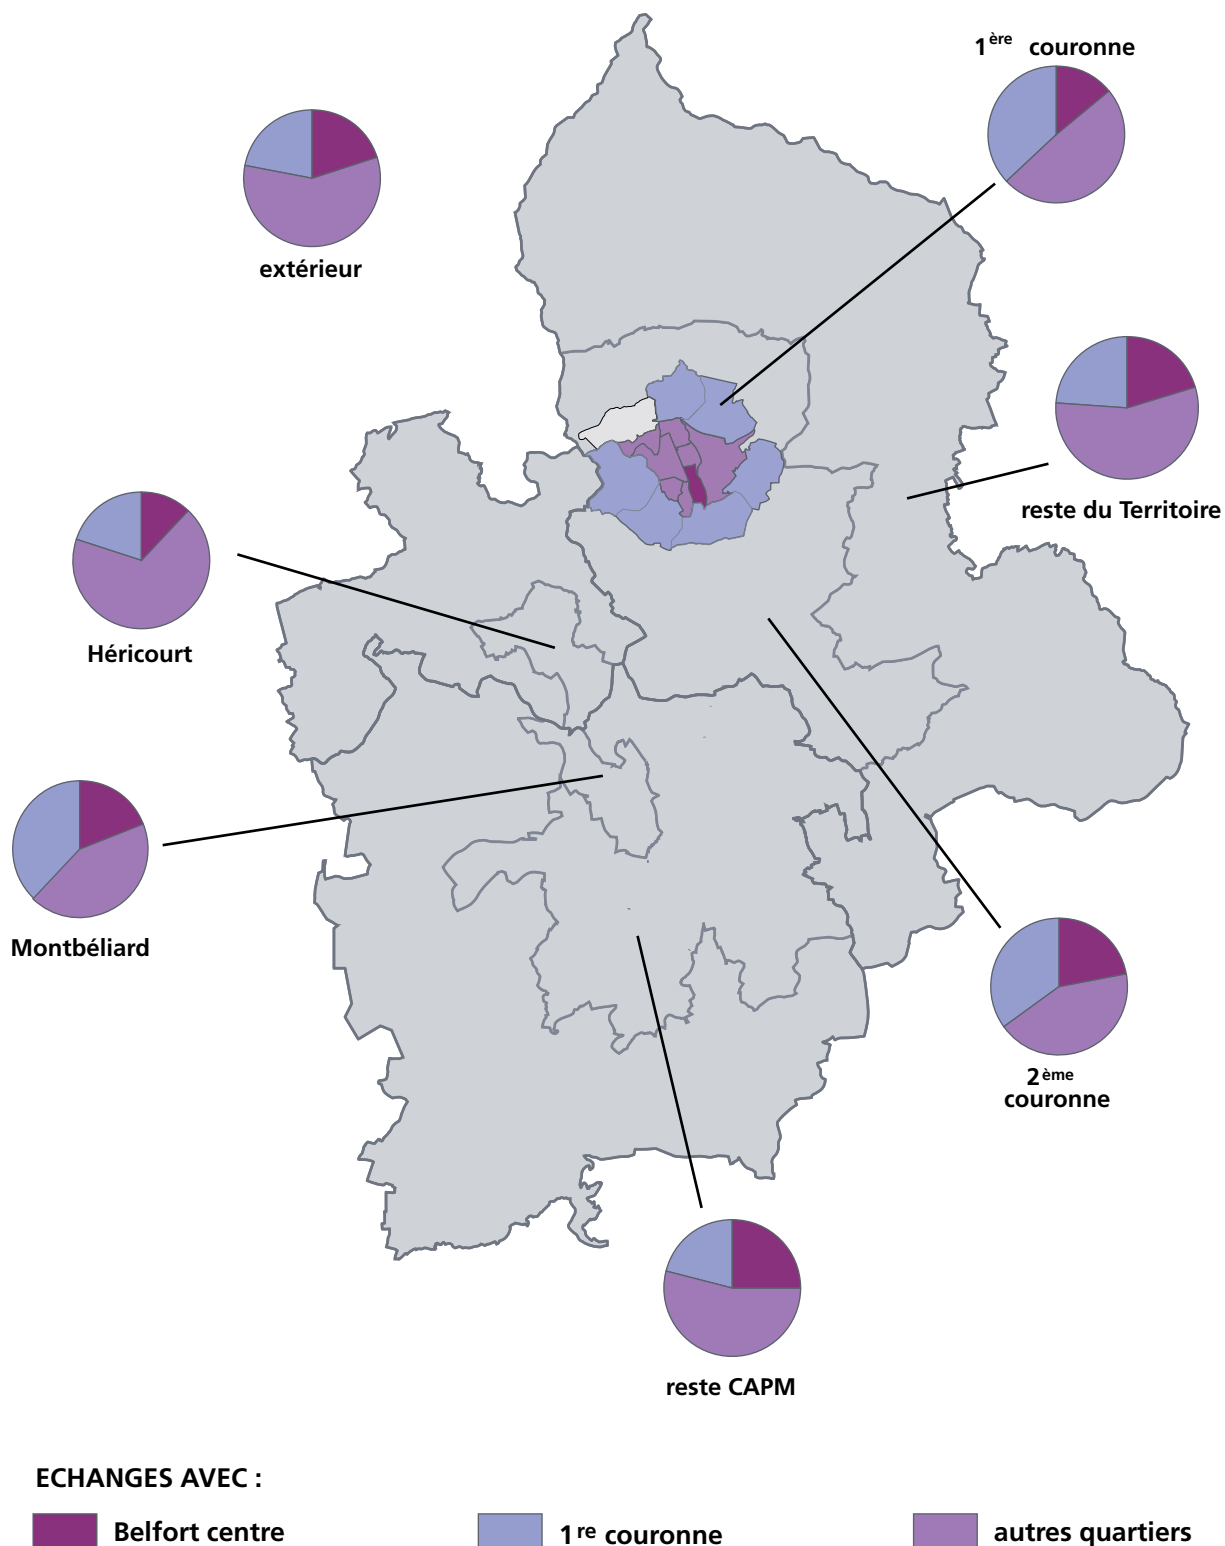 1ère couronne
extérieur
reste du Territoire
Héricourt
Montbéliard
2ème
couronne
reste CAPM
ECHANGES AVEC :
Belfort centre
1re couronne
autres quartiers